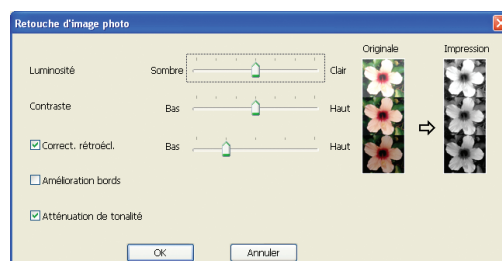 Retouche d'image photo
Originale Impression
Luminosité Sombre Clair
Contraste Bas Haut
Correct. rétroécl. Bas Haut
Amélioration bords
Atténuation de tonalité
OK Annuler